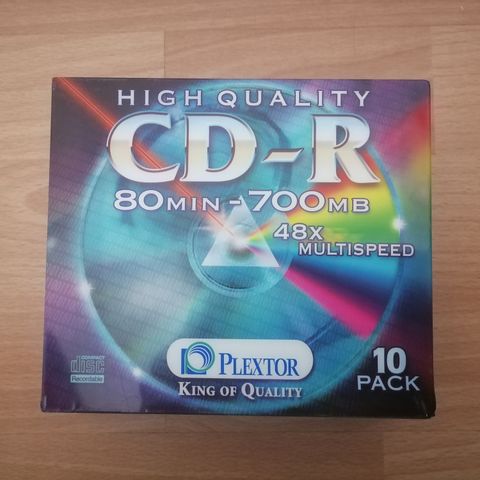 HIGH QUALITY
CD-R
80MIN-700MB
48X
MULTISPEED
PLEXTOR
KING OF QUALITY
COMPACT
disc
Recordable
10
PACK